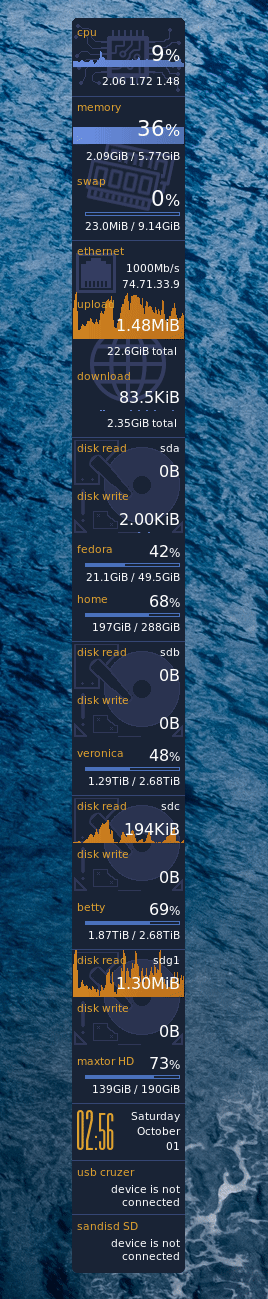 cpu
9%
2.06 1.72 1.48
memory
36%
2.09GiB / 5.77GiB
swap
0%
23.0MiB / 9.14GiB
ethernet
1000Mb/s
74.71.33.9
upload
1.48MiB
22.6GiB total
download
83.5KiB
2.35GiB total
disk read sda
0B
disk write
2.00KiB
fedora 42%
21.1GiB / 49.5GiB
home 68%
197GiB / 288GiB
disk read sdb
0B
disk write
0B
veronica 48%
1.29TiB / 2.68TiB
disk read sdc
194KiB
disk write
0B
betty 69%
1.87TiB / 2.68TiB
disk read sdg1
1.30MiB
disk write
0B
maxtor HD 73%
139GiB / 190GiB
02:56
Saturday
October
01
usb cruzer
device is not
connected
sandisd SD
device is not
connected